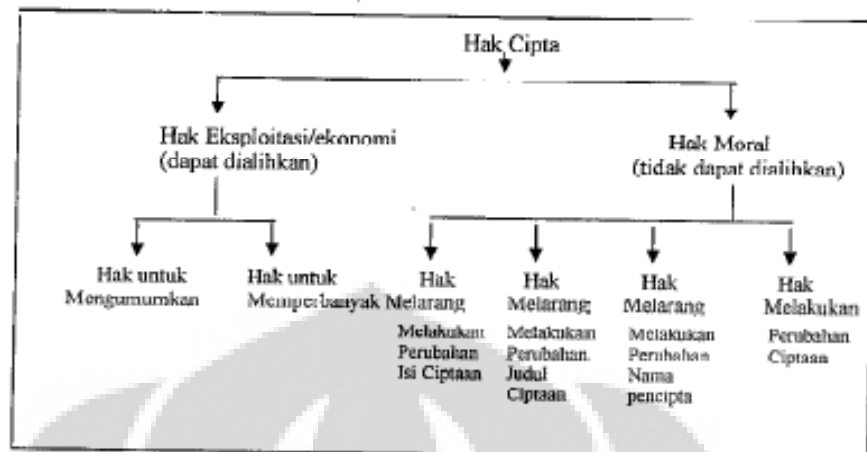 Hak Cipta
Hak Eksploitasi/ekonomi
(dapat dialihkan)
Hak Moral
(tidak dapat dialihkan)
Hak untuk
Mengumumkan
Hak untuk
Memperbanyak
Hak
Melarang
Melakukan
Perubahan
Isi Ciptaan
Hak
Melarang
Melakukan
Perubahan
Judul
Ciptaan
Hak
Melarang
Melakukan
Perubahan
Nama
pencipta
Hak
Melakukan
Perubahan
Ciptaan